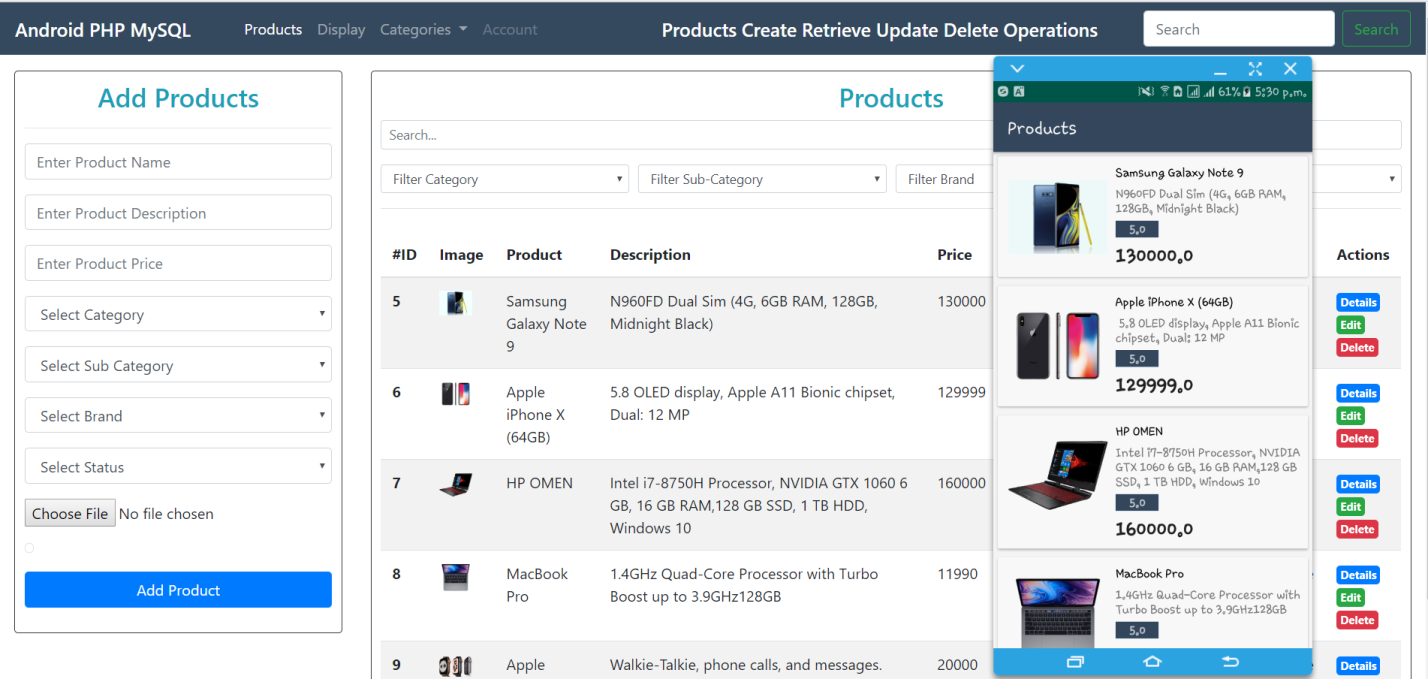 Android PHP MySQL
Products
Display
Categories
Account
Products Create Retrieve Update Delete Operations
Search
Search
Add Products
Enter Product Name
Enter Product Description
Enter Product Price
Select Category
Select Sub Category
Select Brand
Select Status
Choose File No file chosen
Add Product
Products
Search...
Filter Category
Filter Sub-Category
Filter Brand
#ID Image Product Description Price Actions
5 Samsung N960FD Dual Sim (4G, 6GB RAM, 128GB, 130000 Details
Galaxy Note Midnight Black) Edit
9 Delete
6 Apple 5.8 OLED display, Apple A11 Bionic chipset, 129999 Details
iPhone X Dual: 12 MP Edit
(64GB) Delete
7 HP OMEN Intel i7-8750H Processor, NVIDIA GTX 1060 6 160000 Details
GB, 16 GB RAM,128 GB SSD, 1 TB HDD, Edit
Windows 10 Delete
8 MacBook 1.4GHz Quad-Core Processor with Turbo 11990 Details
Pro Boost up to 3.9GHz128GB Edit
Delete
9 Apple Walkie-Talkie, phone calls, and messages. 20000 Details
61% 5:30 p.m.
Products
Samsung Galaxy Note 9
N960FD Dual Sim (4G, 6GB RAM,
128GB, Midnight Black)
5.0
130000.0
Apple iPhone X (64GB)
5.8 OLED display, Apple A11 Bionic
chipset, Dual: 12 MP
5.0
129999.0
HP OMEN
Intel i7-8750H Processor, NVIDIA
GTX 1060 6 GB, 16 GB RAM,128 GB
SSD, 1 TB HDD, Windows 10
5.0
160000.0
MacBook Pro
1.4GHz Quad-Core Processor with
Turbo Boost up to 3.9GHz128GB
5.0